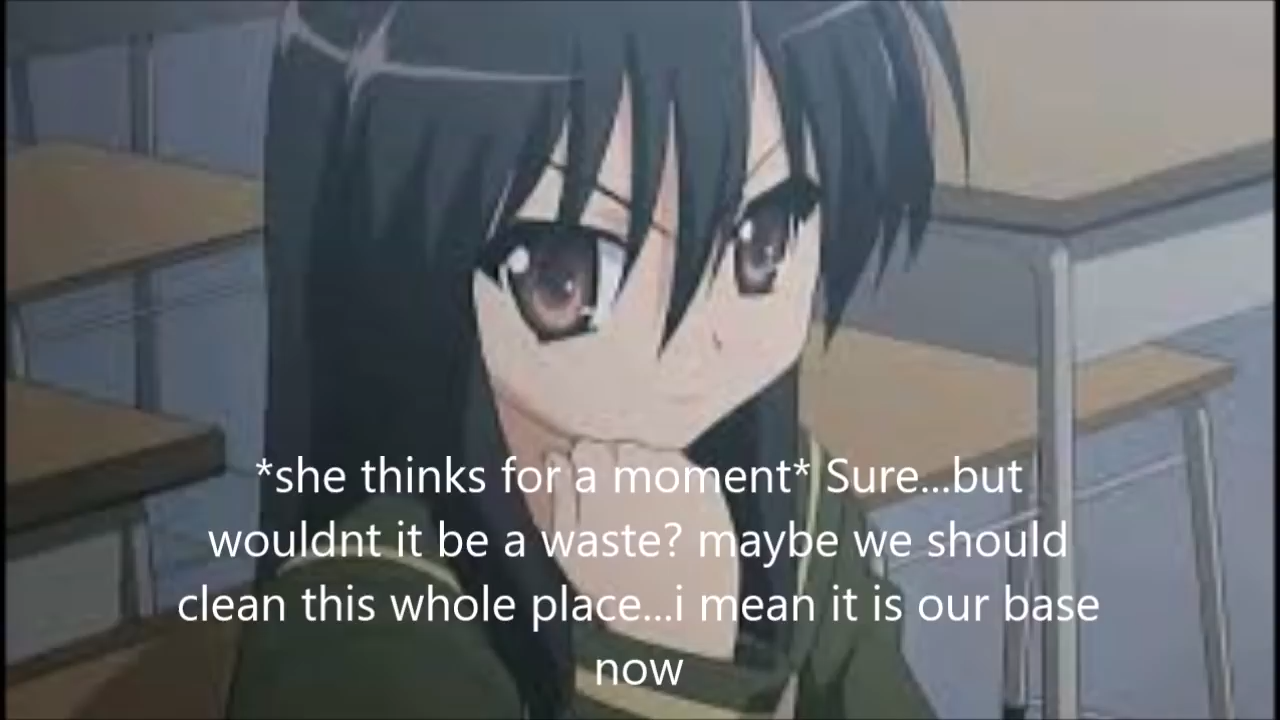 *she thinks for a moment* Sure...but
wouldnt it be a waste? maybe we should
clean this whole place...i mean it is our base
now